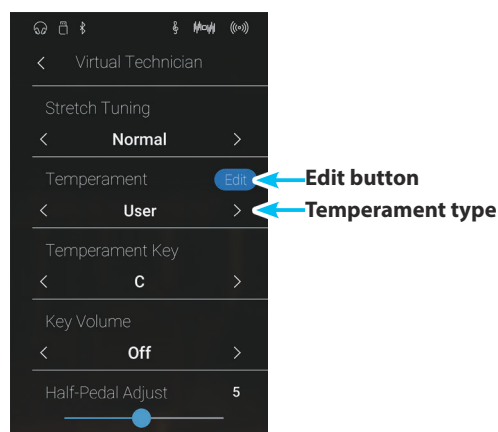 Virtual Technician
Stretch Tuning
Normal
Temperament Edit
Edit button
User
Temperament type
Temperament Key
C
Key Volume
Off
Half-Pedal Adjust 5